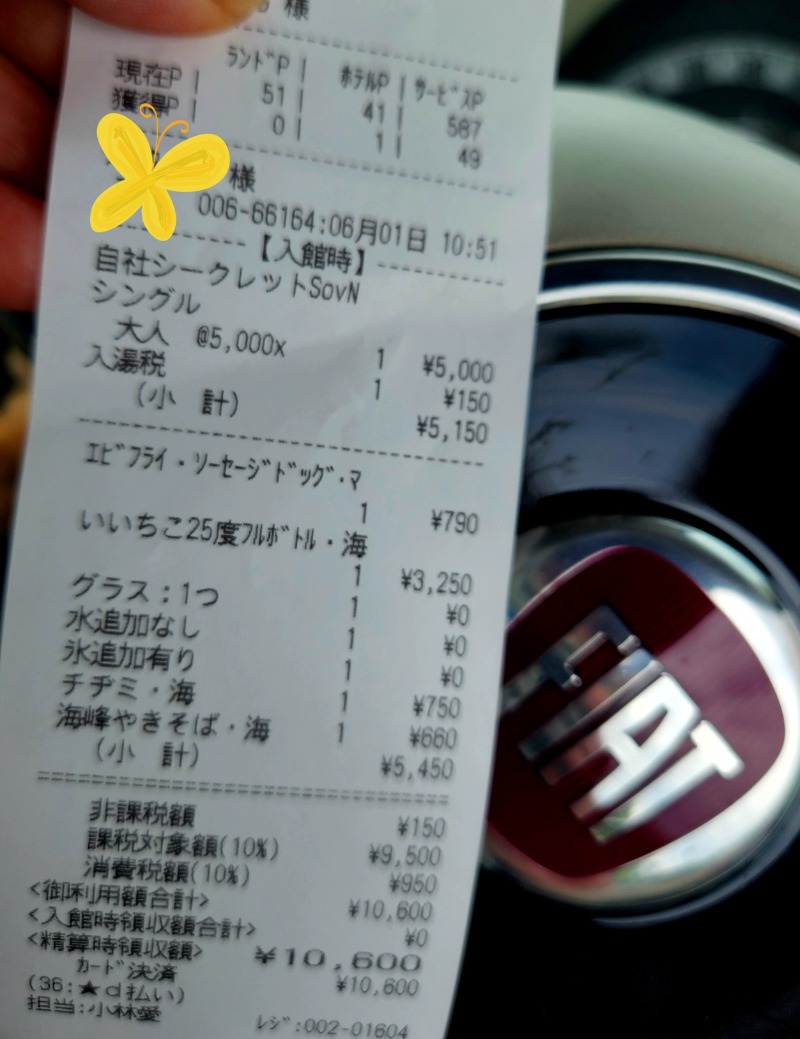 様
ランドP | ホテルP | サービスP
現在P | 51 | 41 | 587
獲得P | 0 | 1 | 49
様
006-66164:06月01日 10:51
【入館時】
自社シークレットSovN
シングル
大人 @5,000x 1 ¥5,000
入湯税 1 ¥150
(小 計) ¥5,150
エビフライ・ソーセージドッグ・マ
1 ¥790
いいちこ25度フルボトル・海
1 ¥3,250
グラス:1つ 1 ¥0
水追加なし 1 ¥0
氷追加有り 1 ¥0
チヂミ・海 1 ¥750
海峰やきそば・海 1 ¥660
(小 計) ¥5,450
非課税額 ¥150
課税対象額(10%) ¥9,500
消費税額(10%) ¥950
<御利用額合計> ¥10,600
<入館時領収額合計> ¥0
<精算時領収額> ¥10,600
カード決済 ¥10,600
(36:★d払い)
担当:小林愛
レジ:002-01604
FIAT